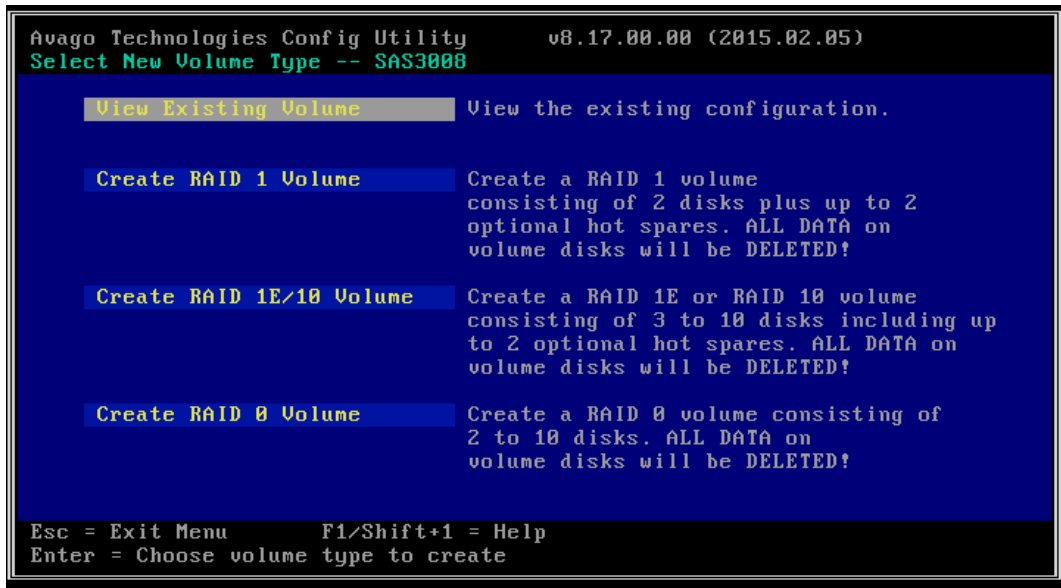 Avago Technologies Config Utility v8.17.00.00 (2015.02.05)
Select New Volume Type -- SAS3008
View Existing Volume View the existing configuration.
Create RAID 1 Volume Create a RAID 1 volume
consisting of 2 disks plus up to 2
optional hot spares. ALL DATA on
volume disks will be DELETED!
Create RAID 1E/10 Volume Create a RAID 1E or RAID 10 volume
consisting of 3 to 10 disks including up
to 2 optional hot spares. ALL DATA on
volume disks will be DELETED!
Create RAID 0 Volume Create a RAID 0 volume consisting of
2 to 10 disks. ALL DATA on
volume disks will be DELETED!
Esc = Exit Menu F1/Shift+1 = Help
Enter = Choose volume type to create